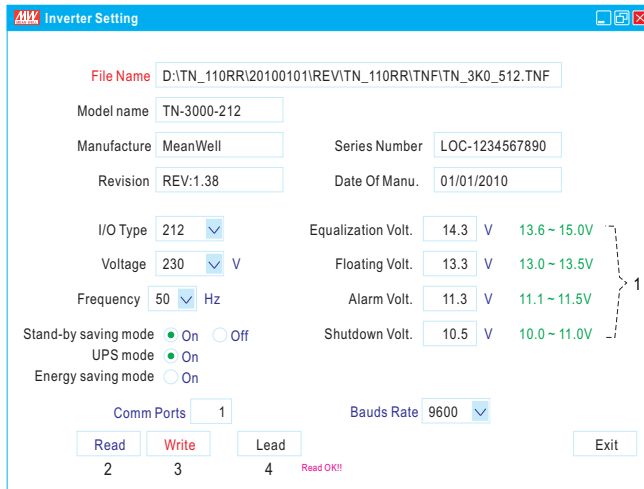 MW MEAN WELL Inverter Setting
File Name D:\TN_110RR\20100101\REV\TN_110RR\TNF\TN_3K0_512.TNF
Model name TN-3000-212
Manufacture MeanWell Series Number LOC-1234567890
Revision REV:1.38 Date Of Manu. 01/01/2010
I/O Type 212 Equalization Volt. 14.3 V 13.6 ~ 15.0V
Voltage 230 V Floating Volt. 13.3 V 13.0 ~ 13.5V
1
Frequency 50 Hz Alarm Volt. 11.3 V 11.1 ~ 11.5V
Stand-by saving mode On Off Shutdown Volt. 10.5 V 10.0 ~ 11.0V
UPS mode On
Energy saving mode On
Comm Ports 1 Bauds Rate 9600
Read Write Lead Exit
2 3 4 Read OK!!